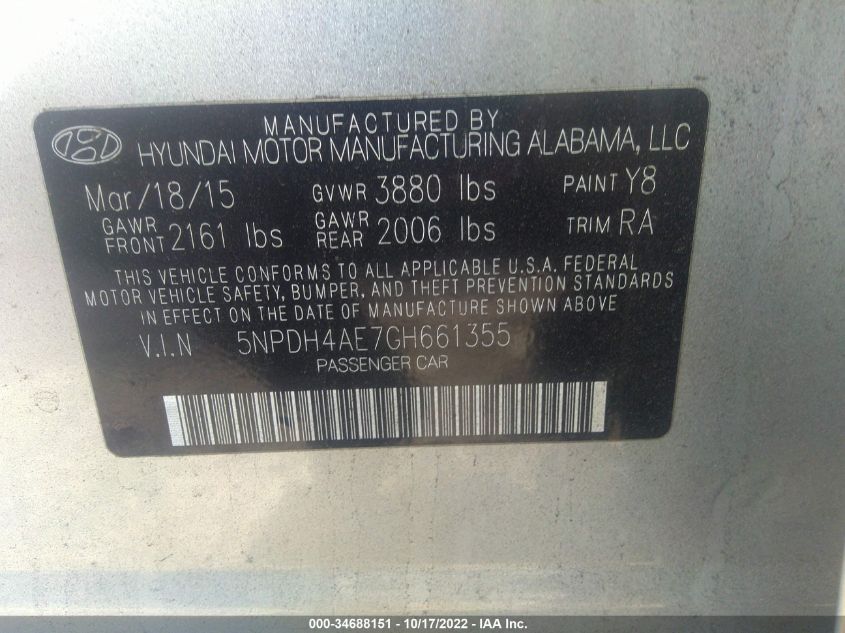 MANUFACTURED BY
HYUNDAI MOTOR MANUFACTURING ALABAMA, LLC
Mar/18/15 GVWR 3880 lbs PAINT Y8
GAWR FRONT 2161 lbs GAWR REAR 2006 lbs TRIM RA
THIS VEHICLE CONFORMS TO ALL APPLICABLE U.S.A. FEDERAL
MOTOR VEHICLE SAFETY, BUMPER, AND THEFT PREVENTION STANDARDS
IN EFFECT ON THE DATE OF MANUFACTURE SHOWN ABOVE
V.I.N 5NPDH4AE7GH661355
PASSENGER CAR
000-34688151 - 10/17/2022 - IAA Inc.